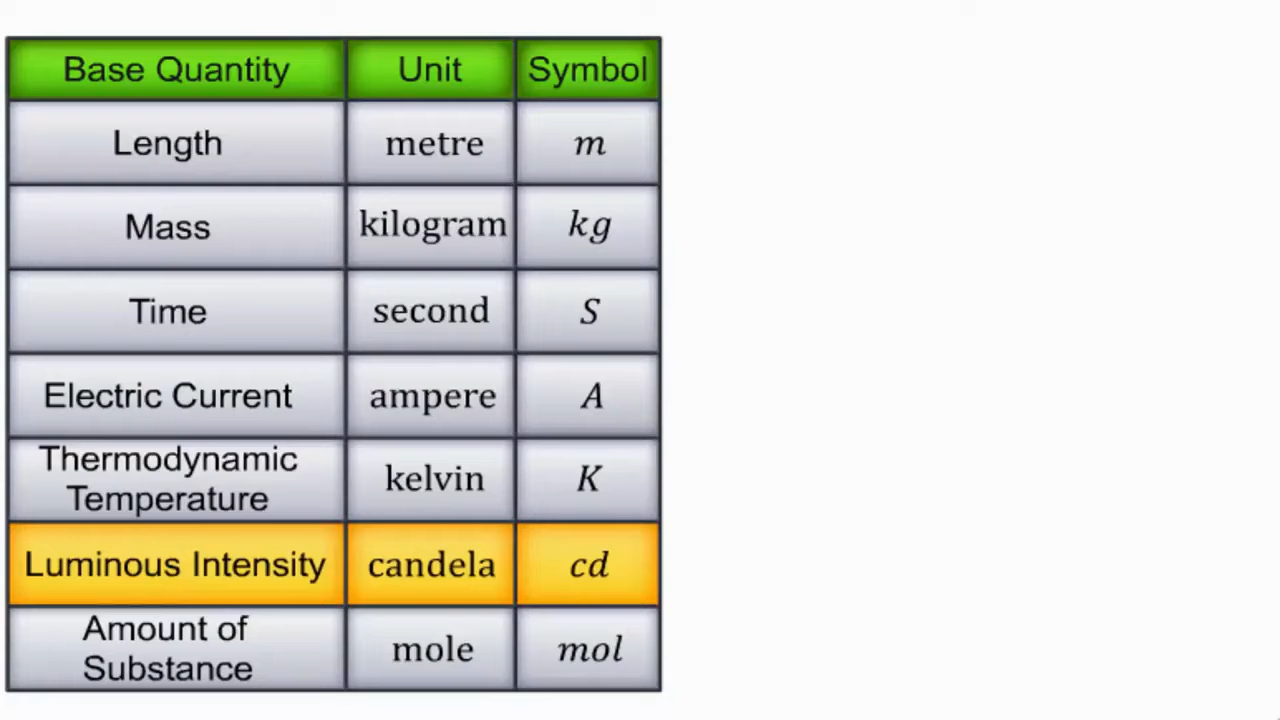 Base Quantity Unit Symbol
Length metre m
Mass kilogram kg
Time second S
Electric Current ampere A
Thermodynamic
Temperature kelvin K
Luminous Intensity candela cd
Amount of
Substance mole mol